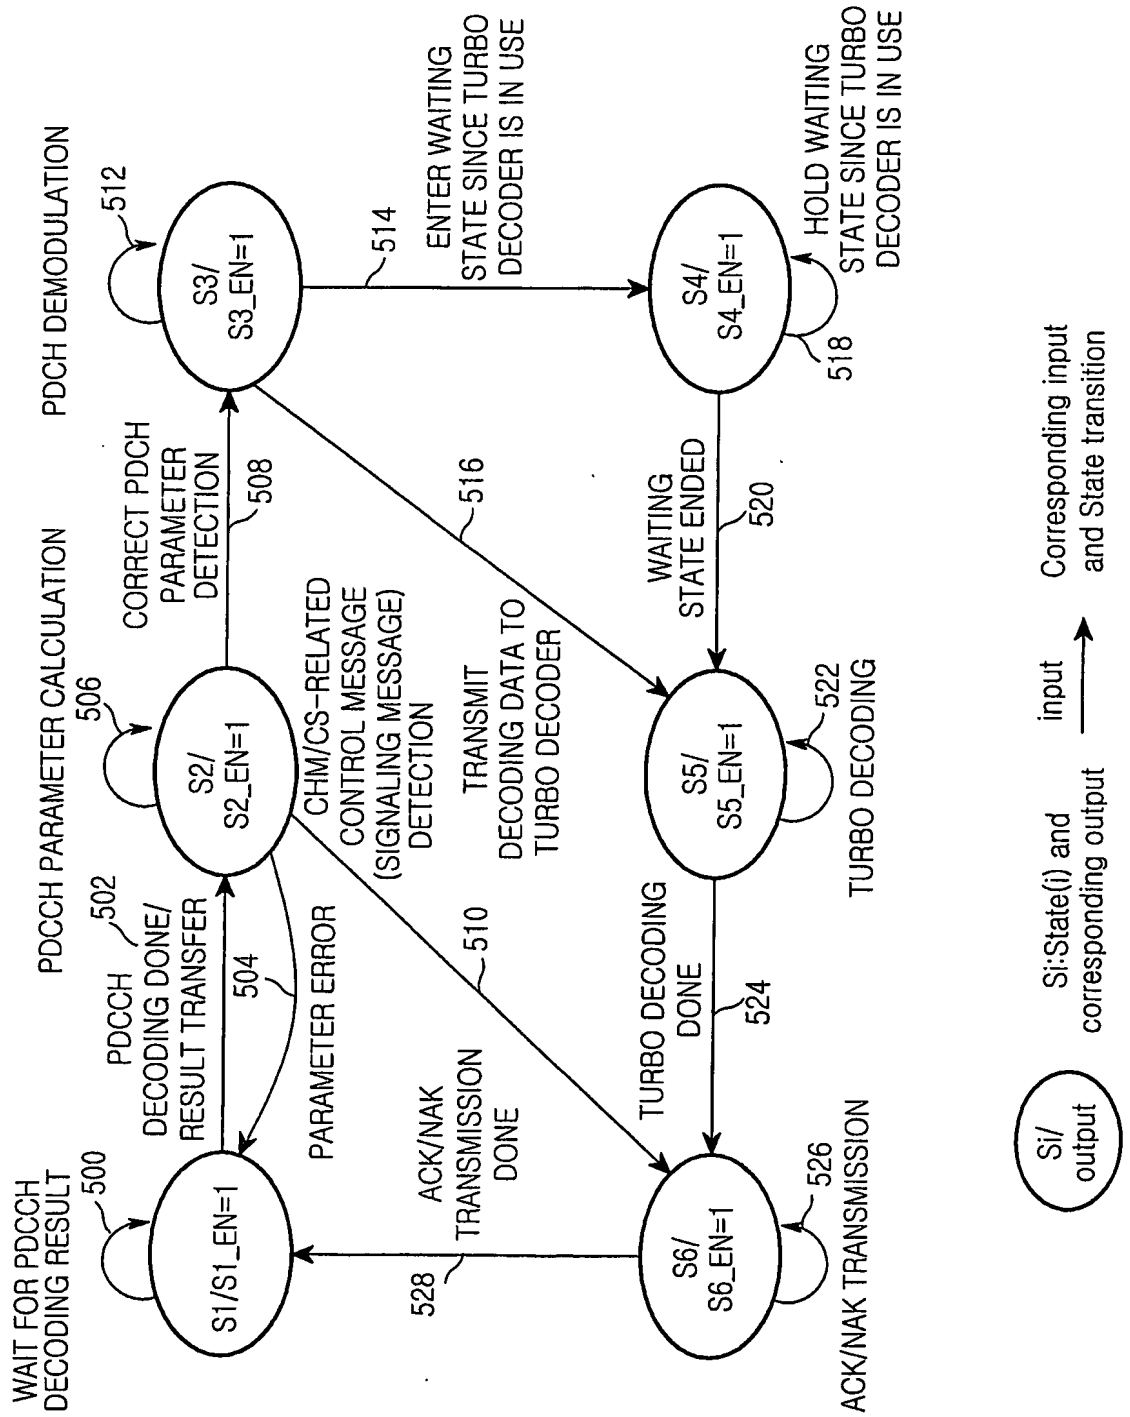 WAIT FOR PDCCH
DECODING RESULT
500
S1/S1_EN=1
PDCCH
DECODING DONE/
RESULT TRANSFER
502
504
PARAMETER ERROR
PDCCH PARAMETER CALCULATION
506
S2/
S2_EN=1
CORRECT PDCH
PARAMETER
DETECTION
508
PDCH DEMODULATION
512
S3/
S3_EN=1
CHM/CS-RELATED
CONTROL MESSAGE
(SIGNALING MESSAGE)
DETECTION
510
TRANSMIT
DECODING DATA TO
TURBO DECODER
516
514
ENTER WAITING
STATE SINCE TURBO
DECODER IS IN USE
ACK/NAK
TRANSMISSION
DONE
528
S6/
S6_EN=1
526
ACK/NAK TRANSMISSION
TURBO DECODING
DONE
524
S5/
S5_EN=1
522
TURBO DECODING
WAITING
STATE ENDED
520
S4/
S4_EN=1
518
HOLD WAITING
STATE SINCE TURBO
DECODER IS IN USE
Si/
output
Si:State(i) and
corresponding output
input
Corresponding input
and State transition